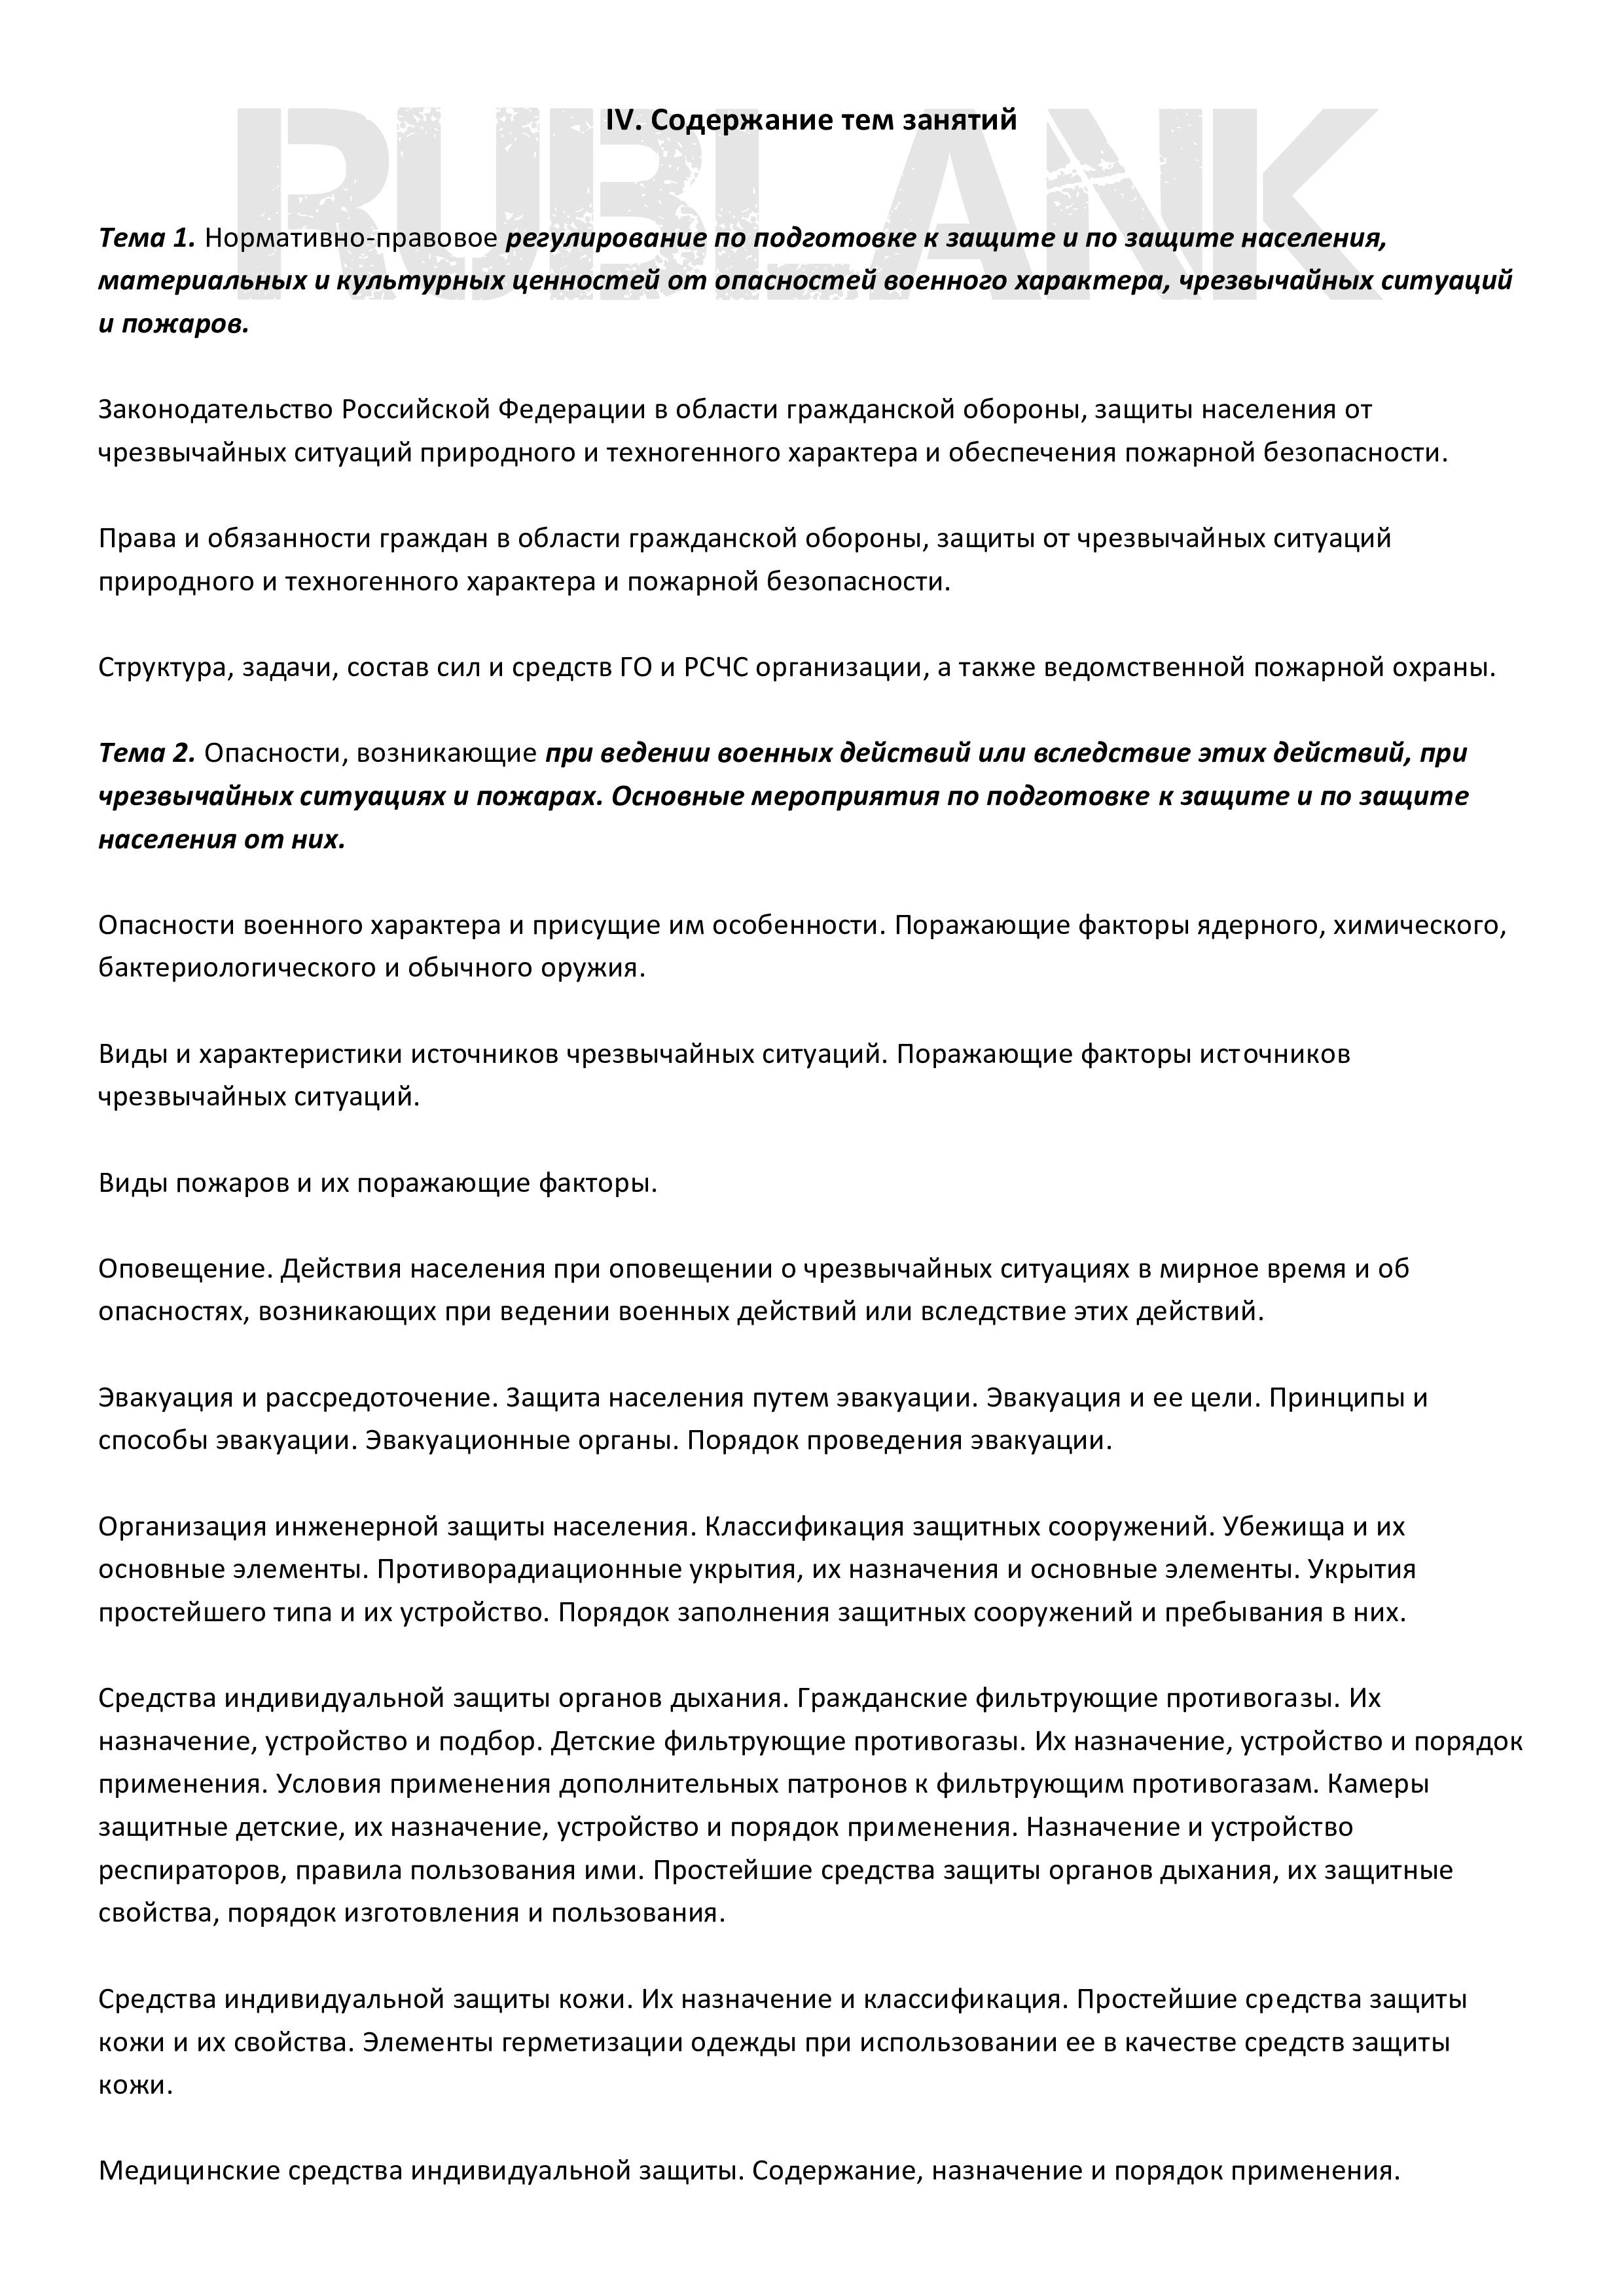 RUBLANK
IV. Содержание тем занятий
Тема 1. Нормативно-правовое регулирование по подготовке к защите и по защите населения,
материальных и культурных ценностей от опасностей военного характера, чрезвычайных ситуаций
и пожаров.
Законодательство Российской Федерации в области гражданской обороны, защиты населения от
чрезвычайных ситуаций природного и техногенного характера и обеспечения пожарной безопасности.
Права и обязанности граждан в области гражданской обороны, защиты от чрезвычайных ситуаций
природного и техногенного характера и пожарной безопасности.
Структура, задачи, состав сил и средств ГО и РСЧС организации, а также ведомственной пожарной охраны.
Тема 2. Опасности, возникающие при ведении военных действий или вследствие этих действий, при
чрезвычайных ситуациях и пожарах. Основные мероприятия по подготовке к защите и по защите
населения от них.
Опасности военного характера и присущие им особенности. Поражающие факторы ядерного, химического,
бактериологического и обычного оружия.
Виды и характеристики источников чрезвычайных ситуаций. Поражающие факторы источников
чрезвычайных ситуаций.
Виды пожаров и их поражающие факторы.
Оповещение. Действия населения при оповещении о чрезвычайных ситуациях в мирное время и об
опасностях, возникающих при ведении военных действий или вследствие этих действий.
Эвакуация и рассредоточение. Защита населения путем эвакуации. Эвакуация и ее цели. Принципы и
способы эвакуации. Эвакуационные органы. Порядок проведения эвакуации.
Организация инженерной защиты населения. Классификация защитных сооружений. Убежища и их
основные элементы. Противорадиационные укрытия, их назначения и основные элементы. Укрытия
простейшего типа и их устройство. Порядок заполнения защитных сооружений и пребывания в них.
Средства индивидуальной защиты органов дыхания. Гражданские фильтрующие противогазы. Их
назначение, устройство и подбор. Детские фильтрующие противогазы. Их назначение, устройство и порядок
применения. Условия применения дополнительных патронов к фильтрующим противогазам. Камеры
защитные детские, их назначение, устройство и порядок применения. Назначение и устройство
респираторов, правила пользования ими. Простейшие средства защиты органов дыхания, их защитные
свойства, порядок изготовления и пользования.
Средства индивидуальной защиты кожи. Их назначение и классификация. Простейшие средства защиты
кожи и их свойства. Элементы герметизации одежды при использовании ее в качестве средств защиты
кожи.
Медицинские средства индивидуальной защиты. Содержание, назначение и порядок применения.